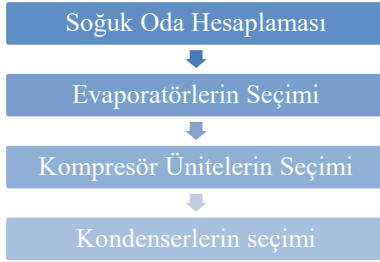 Soğuk Oda Hesaplaması
Evaporatörlerin Seçimi
Kompresör Ünitelerin Seçimi
Kondenserlerin seçimi